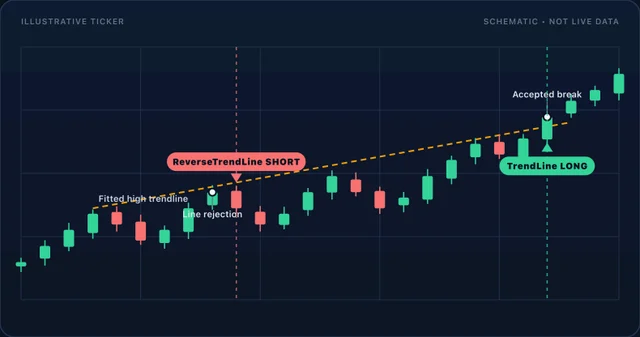 ILLUSTRATIVE TICKER
SCHEMATIC • NOT LIVE DATA
Accepted break
ReverseTrendLine SHORT
TrendLine LONG
Fitted high trendline
Line rejection